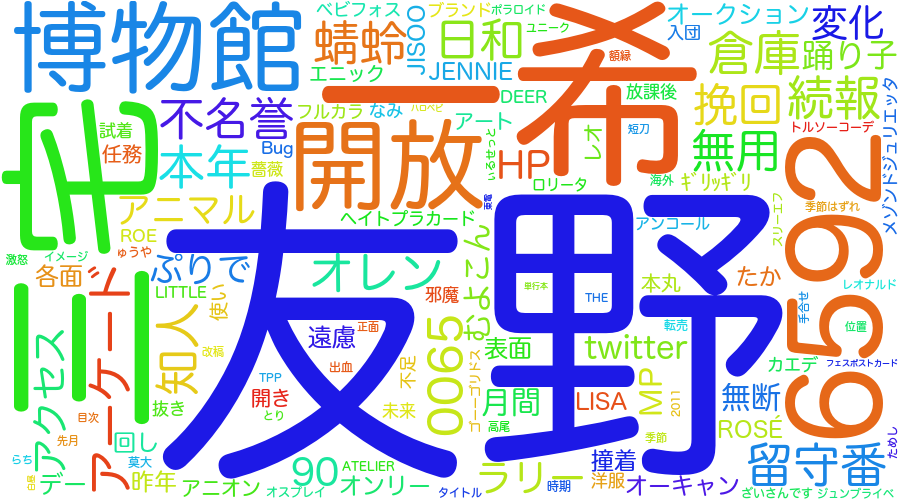 博物館
蜻蛉
ベビフォス
JISOO
ブランド
ポラロイド
ユニーク
日和
JENNIE
エニック
希
オークション
入団
変化
額縁
倉庫
踊り子
DEER
放課後
挽回
続報
不名誉
フルカラ
なみ
ハロペビ
アート
レオ
短刀
無用
トルソーコーデ
メゾンドジュリエッタ
宅
試着
任務
本年
Bug
薔薇
開放
いるせっと
HP
ロリータ
海外
ｷﾞﾘｯｷﾞﾘ
季節はずれ
6592
アニマル
ROE
ゅうや
ヘイトプラカード
東電
アンコール
スリーエフ
激怒
イメージ
各面
アーケード
ぷりで
LITTLE
使い
オレン
邪魔
おょこん
友野
単行本
THE
本丸
たか
レオナルド
手合せ
アクセス
知人
遠慮
正面
0065
表面
twitter
転売
位置
改稿
TPP
出血
不足
ゴーゴリドス
カエデ
フェスポストカード
目次
抜き
開き
とり
未来
月間
LISA
MP
2011
無断
ROSÉ
先月
回し
高尾
季節
ためし
らち
白昼
デー
莫大
昨年
90
ATELIER
ラリー
撞着
留守番
アニオン
オスプレイ
オンリー
タイトル
時期
洋服
オーキャン
ざいさんです
ジュンプライベ